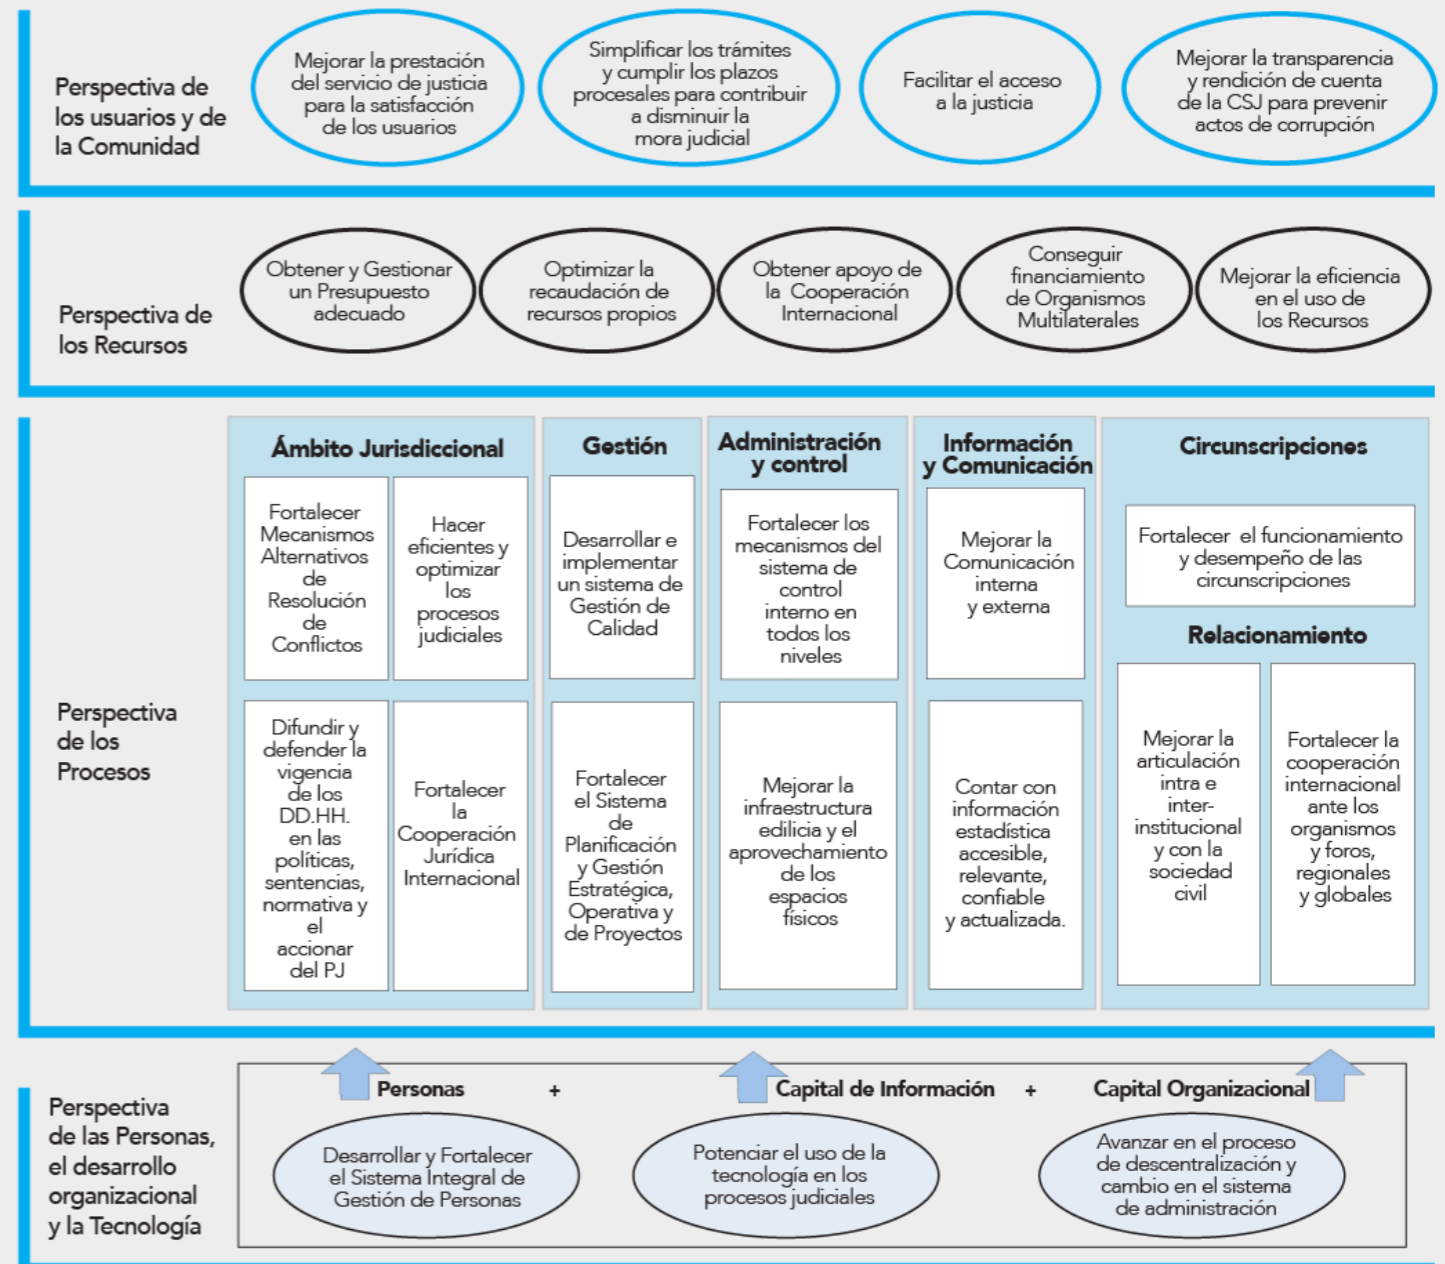 Perspectiva de
los usuarios y de
la Comunidad
Mejorar la prestación
del servicio de justicia
para la satisfacción
de los usuarios
Simplificar los trámites
y cumplir los plazos
procesales para contribuir
a disminuir la
mora judicial
Facilitar el acceso
a la justicia
Mejorar la transparencia
y rendición de cuenta
de la CSJ para prevenir
actos de corrupción
Perspectiva de
los Recursos
Obtener y Gestionar
un Presupuesto
adecuado
Optimizar la
recaudación de
recursos propios
Obtener apoyo de
la Cooperación
Internacional
Conseguir
financiamiento
de Organismos
Multilaterales
Mejorar la eficiencia
en el uso de
los Recursos
Perspectiva
de los
Procesos
Ámbito Jurisdiccional
Fortalecer
Mecanismos
Alternativos
de
Resolución
de
Conflictos
Hacer
eficientes y
optimizar
los
procesos
judiciales
Difundir y
defender la
vigencia
de los
DD.HH.
en las
políticas,
sentencias,
normativa y
el
accionar
del PJ
Fortalecer
la
Cooperación
Jurídica
Internacional
Gestión
Desarrollar e
implementar
un sistema de
Gestión de
Calidad
Fortalecer
el Sistema
de
Planificación
y Gestión
Estratégica,
Operativa y
de Proyectos
Administración
y control
Fortalecer los
mecanismos del
sistema de
control
interno en
todos los
niveles
Mejorar la
infraestructura
edilicia y el
aprovechamiento
de los
espacios
físicos
Información
y Comunicación
Mejorar la
Comunicación
interna
y externa
Contar con
información
estadística
accesible,
relevante,
confiable
y actualizada.
Circunscripciones
Fortalecer el funcionamiento
y desempeño de las
circunscripciones
Relacionamiento
Mejorar la
articulación
intra e
inter-
institucional
y con la
sociedad
civil
Fortalecer la
cooperación
internacional
ante los
organismos
y foros,
regionales
y globales
Perspectiva
de las Personas,
el desarrollo
organizacional
y la Tecnología
Personas + Capital de Información + Capital Organizacional
Desarrollar y Fortalecer
el Sistema Integral de
Gestión de Personas
Potenciar el uso de la
tecnología en los
procesos judiciales
Avanzar en el proceso
de descentralización y
cambio en el sistema
de administración